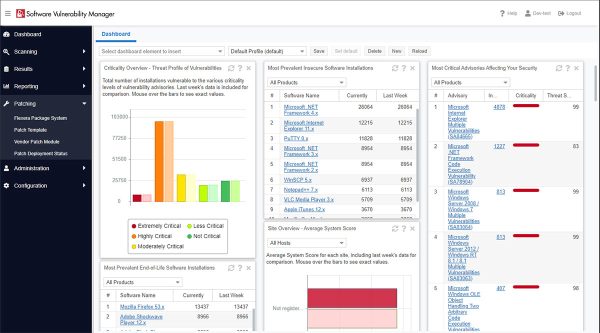 Software Vulnerability Manager
Help
Dev-test
Logout
Dashboard
Scanning
Results
Reporting
Patching
Flexera Package System
Patch Template
Vendor Patch Module
Patch Deployment Status
Administration
Configuration
Dashboard
Select dashboard element to insert
Default Profile (default)
Save
Set default
Delete
New
Reload
Criticality Overview - Threat Profile of Vulnerabilities
Total number of installations vulnerable to the various criticality
levels of vulnerability advisories. Last week's data is included for
comparison. Mouse over the bars to see exact values.
103000
76500
51500
25750
0
Extremely Critical
Less Critical
Highly Critical
Not Critical
Moderately Critical
Most Prevalent End-of-Life Software Installations
All Products
# Software Name Currently Last Week
1 Mozilla Firefox 53.x 13437 13437
2 Adobe Shockwave 8966 8966
Player 12.x
Most Prevalent Insecure Software Installations
All Products
# Software Name Currently Last Week
1 Microsoft .NET 28064 28064
Framework 4.x
2 Microsoft Internet 12215 12215
Explorer 11.x
3 PuTTY 0.x 11828 11828
4 Microsoft .NET 8954 8954
Framework 3.x
5 Microsoft .NET 8954 8954
Framework 2.x
6 WinSCP 5.x 6937 6937
7 Notepad++ 7.x 6113 6113
8 VLC Media Player 3.x 5709 5709
9 Apple iTunes 12.x 3670 3670
Site Overview - Average System Score
All Hosts
Average System Score for each site, including last week's data for
comparison. Mouse over the bars to see exact values.
Not register...
Most Critical Advisories Affecting Your Security
All Products
# Advisory In... Criticality Threat S...
1 Microsoft 4878 99
Internet
Explorer
Multiple
Vulnerabilities
(SA84665)
2 Microsoft 1227 83
.NET
Framework
Code
Execution
Vulnerability
(SA78904)
3 Microsoft 813 99
Windows
Server 2008 /
Windows 7
Multiple
Vulnerabilities
(SA83064)
4 Microsoft 813 99
Windows
Server 2012 /
Windows RT
8.1 / 8.1
Multiple
Vulnerabilities
(SA83063)
5 Microsoft 407 98
Windows OLE
Object
Handling Two
Arbitrary
Code
Execution